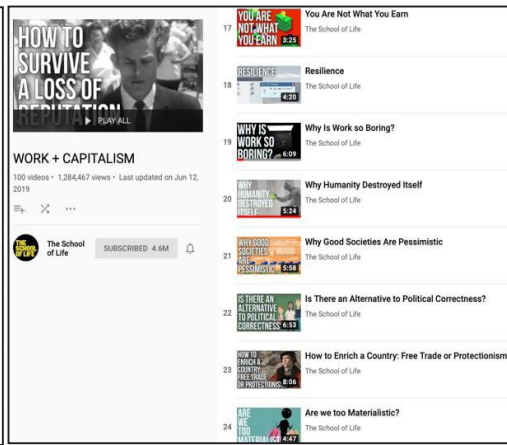 HOW TO
SURVIVE
A LOSS OF
REPUTATION
PLAY ALL
WORK + CAPITALISM
100 videos • 1,284,467 views • Last updated on Jun 12,
2019
THE
SCHOOL
OF LIFE
The School
of Life
SUBSCRIBED 4.6M
17
YOU ARE
NOT WHAT
YOU EARN
3:25
You Are Not What You Earn
The School of Life
18
RESILIENCE
4:20
Resilience
The School of Life
19
WHY IS
WORK SO
BORING?
6:09
Why Is Work so Boring?
The School of Life
20
WHY
HUMANITY
DESTROYED
ITSELF
5:24
Why Humanity Destroyed Itself
The School of Life
21
WHY GOOD
SOCIETIES
ARE
PESSIMISTIC
5:58
Why Good Societies Are Pessimistic
The School of Life
22
IS THERE AN
ALTERNATIVE
TO POLITICAL
CORRECTNESS?
6:53
Is There an Alternative to Political Correctness?
The School of Life
23
HOW TO
ENRICH A
COUNTRY:
FREE TRADE
OR PROTECTIONISM
8:06
How to Enrich a Country: Free Trade or Protectionism
The School of Life
24
ARE
WE
TOO
MATERIALIS
4:47
Are we too Materialistic?
The School of Life